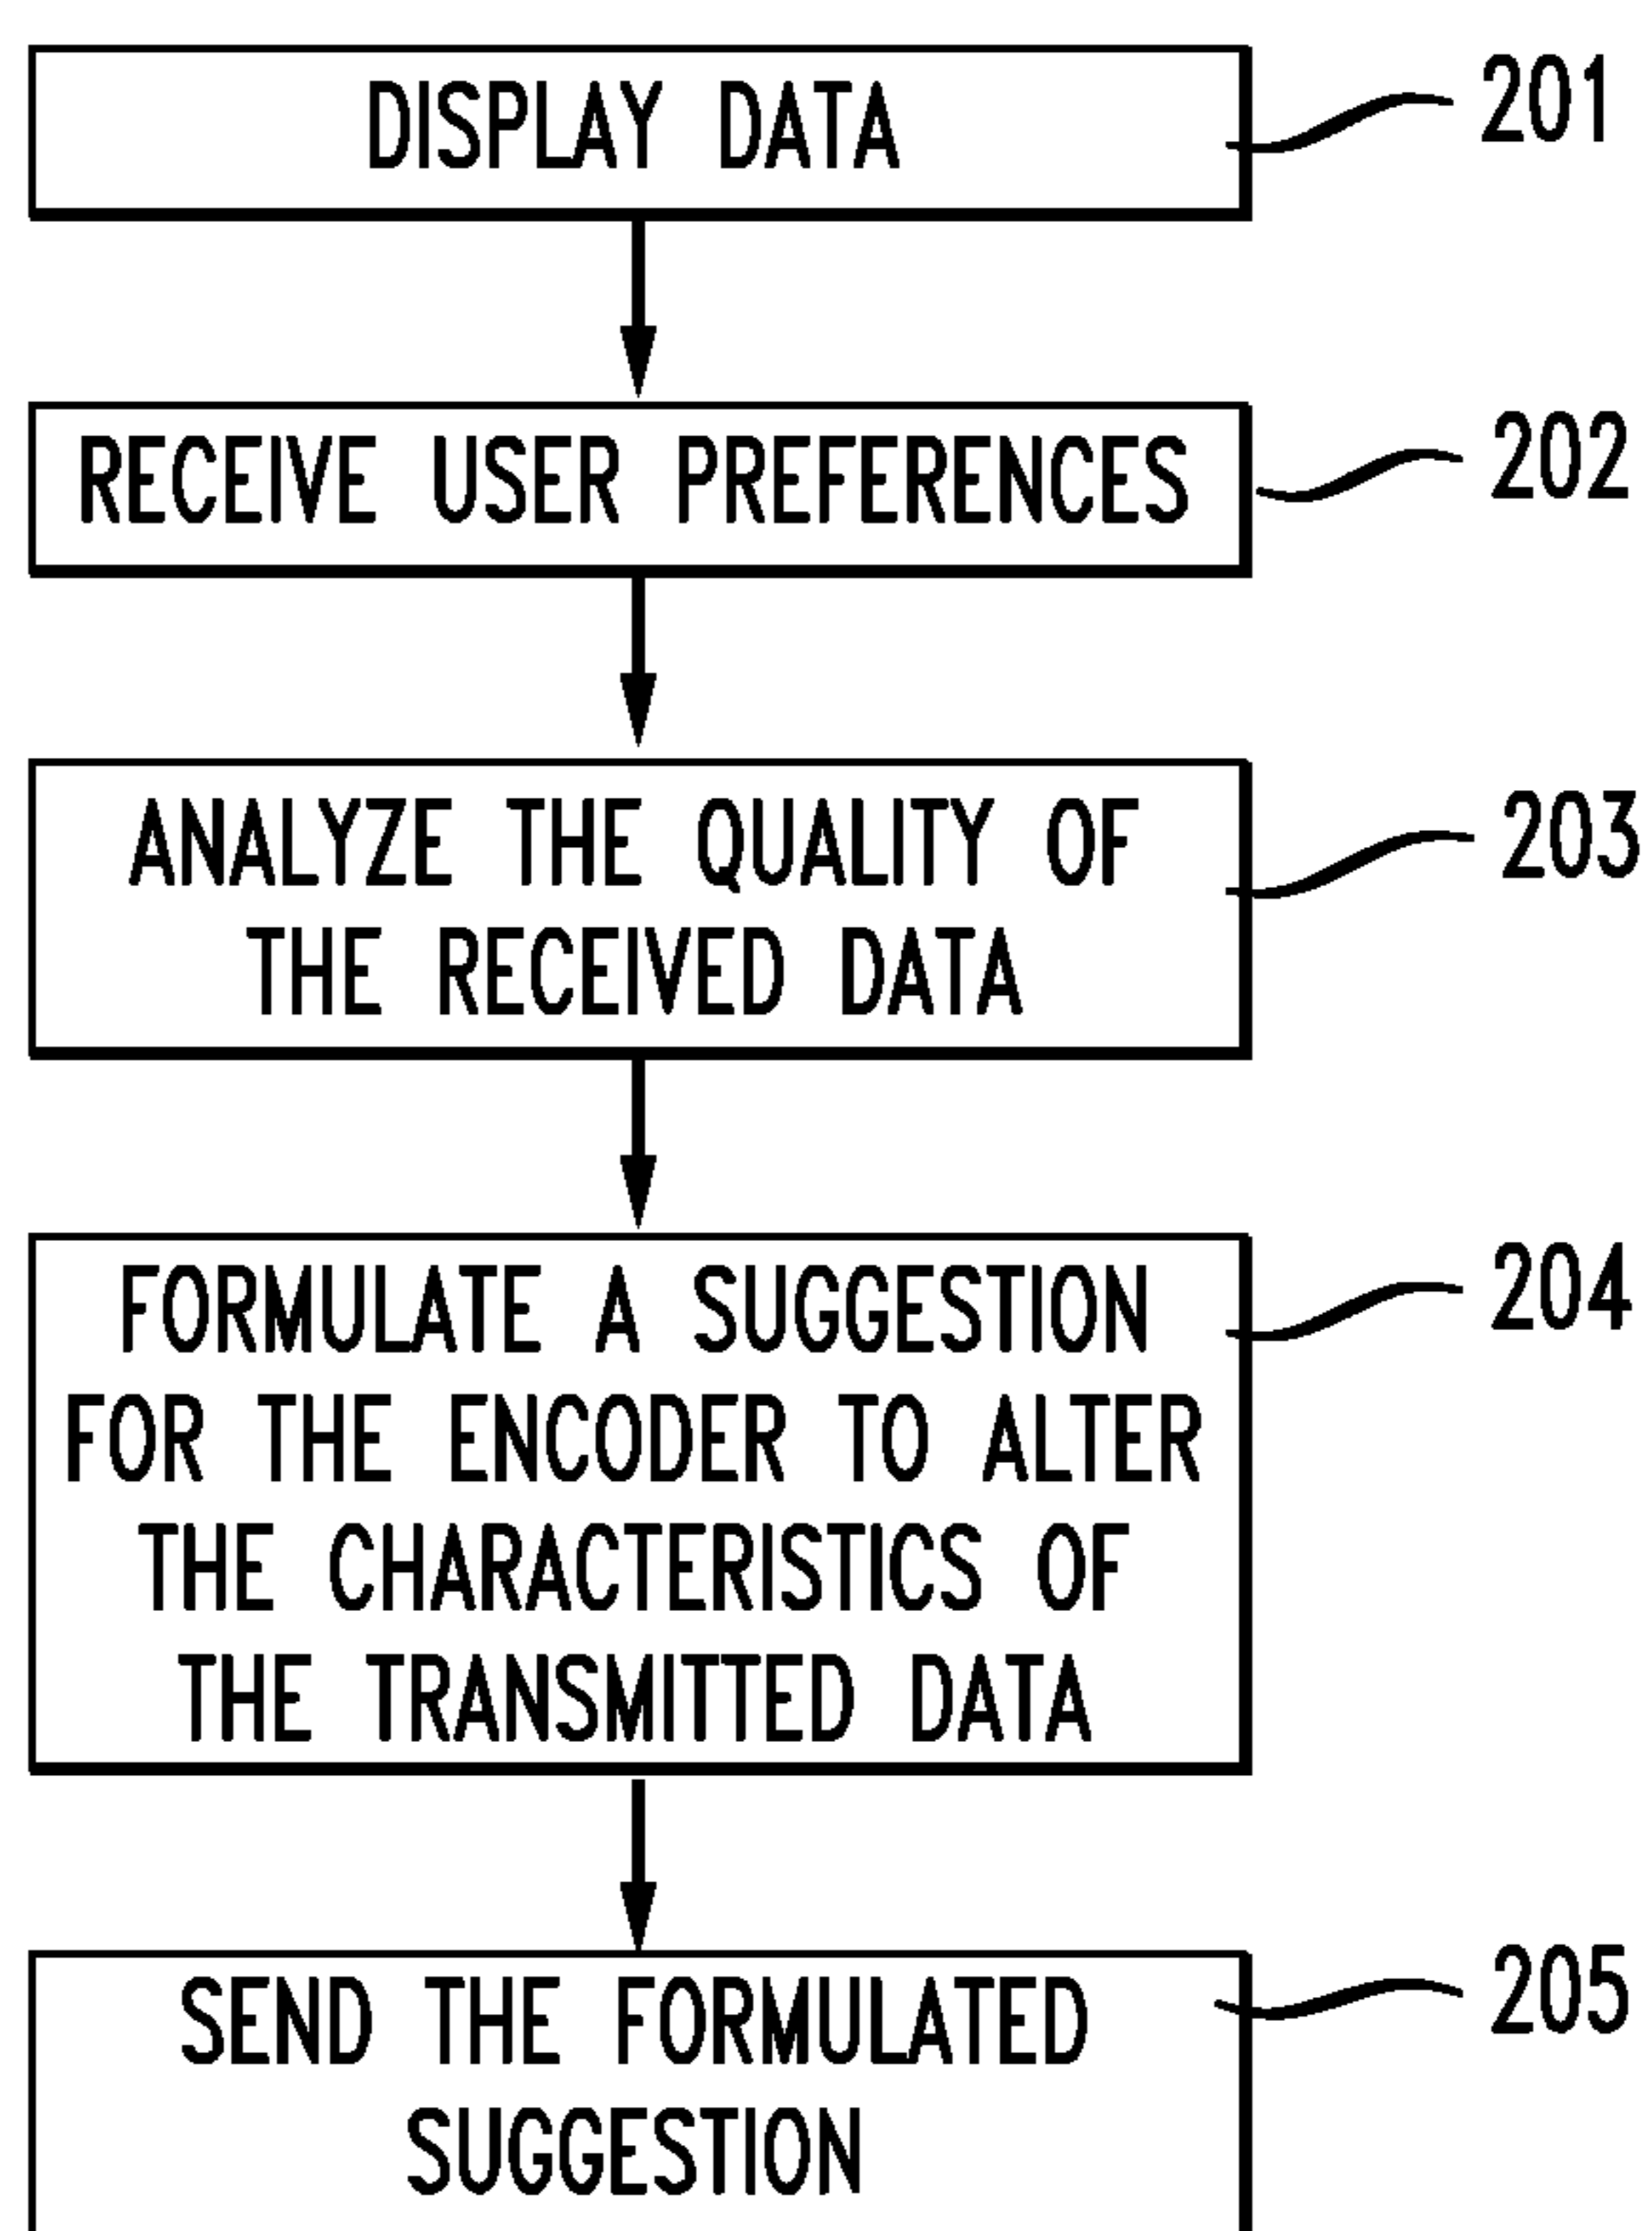 DISPLAY DATA
201
RECEIVE USER PREFERENCES
202
ANALYZE THE QUALITY OF
THE RECEIVED DATA
203
FORMULATE A SUGGESTION
FOR THE ENCODER TO ALTER
THE CHARACTERISTICS OF
THE TRANSMITTED DATA
204
SEND THE FORMULATED
SUGGESTION
205